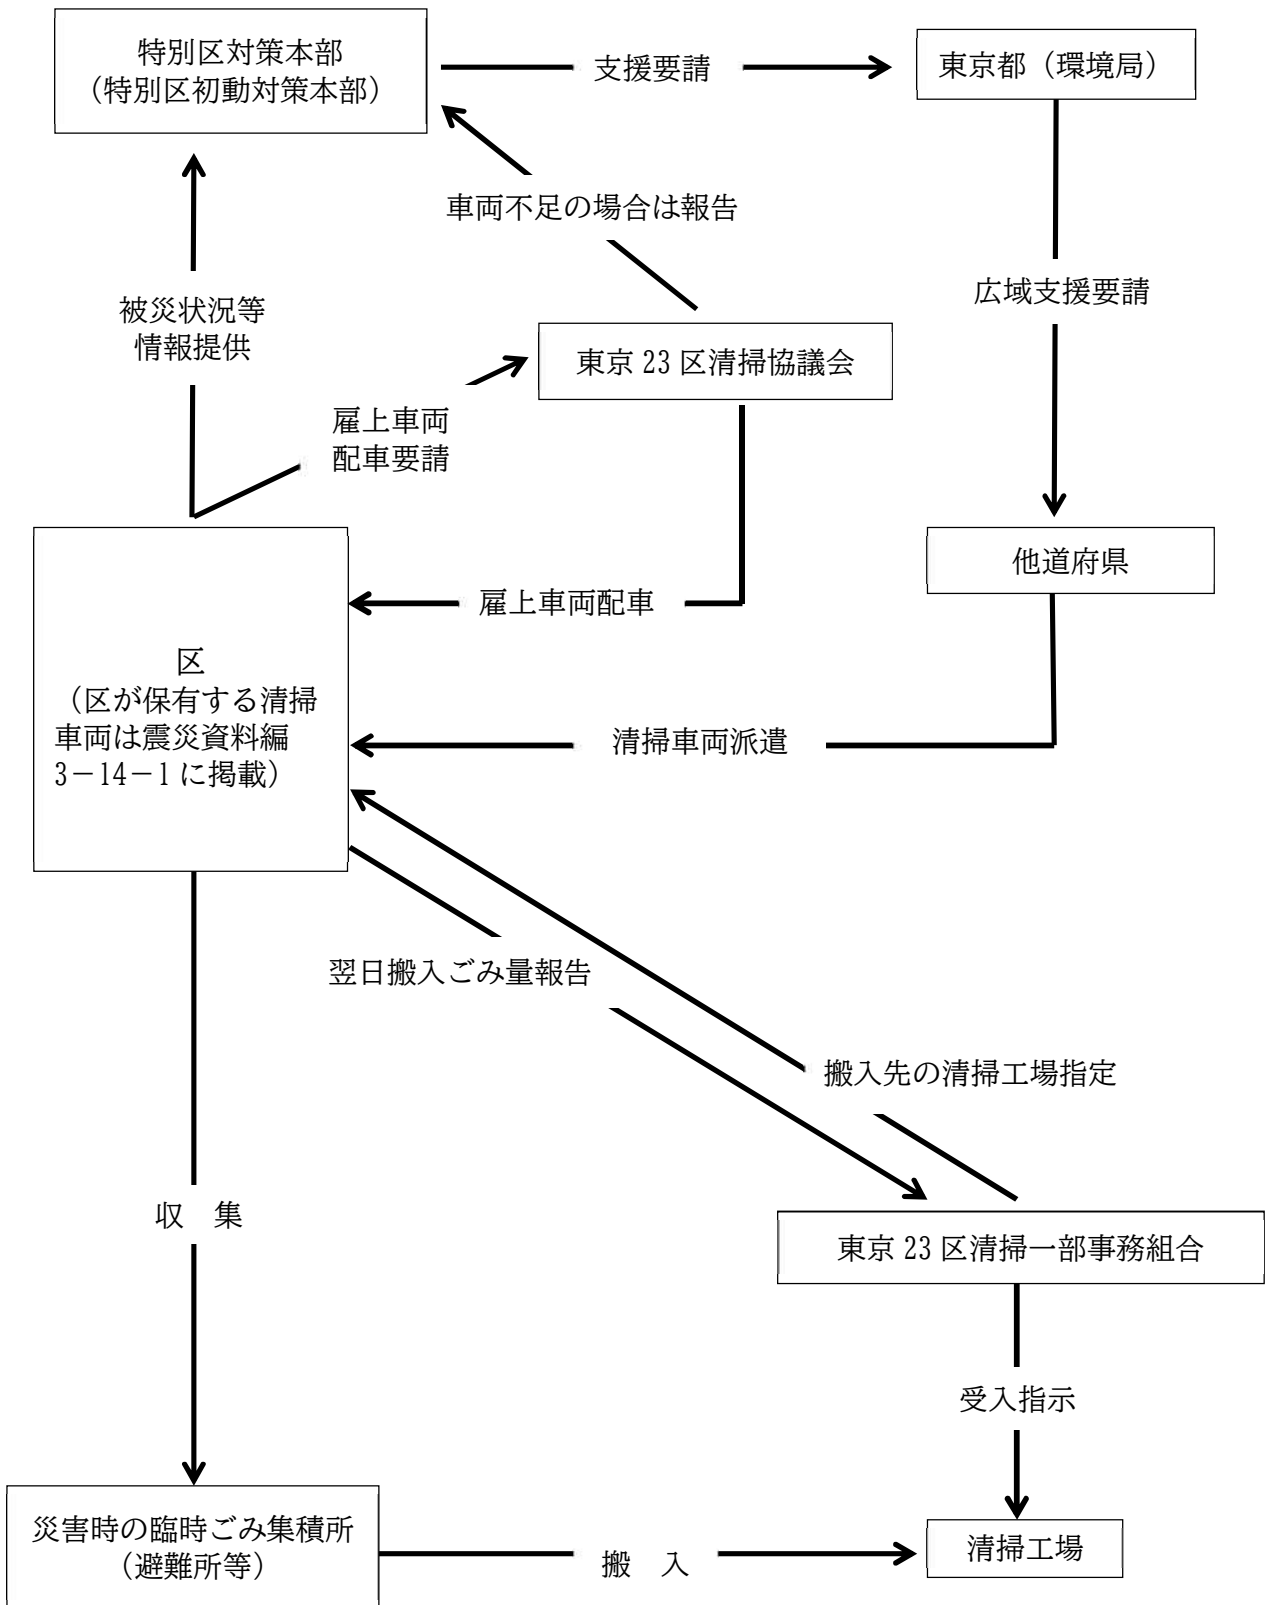 特別区対策本部
（特別区初動対策本部）
支援要請
東京都（環境局）
車両不足の場合は報告
被災状況等
情報提供
広域支援要請
東京 23 区清掃協議会
雇上車両
配車要請
他道府県
雇上車両配車
区
（区が保有する清掃
車両は震災資料編
3－14－1 に掲載）
清掃車両派遣
翌日搬入ごみ量報告
搬入先の清掃工場指定
収　集
東京 23 区清掃一部事務組合
受入指示
災害時の臨時ごみ集積所
（避難所等）
搬　入
清掃工場